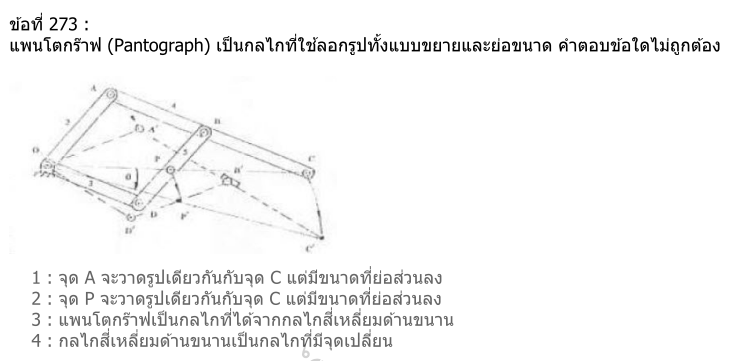 ข้อที่ 273 :
แพนโตกร๊าฟ (Pantograph) เป็นกลไกที่ใช้ลอกรูปทั้งแบบขยายและย่อขนาด คำตอบข้อใดไม่ถูกต้อง
A
4
B
2
A'
O
P
5
C
θ
B'
3
D
P'
D'
C'
1 : จุด A จะวาดรูปเดียวกันกับจุด C แต่มีขนาดที่ย่อส่วนลง
2 : จุด P จะวาดรูปเดียวกันกับจุด C แต่มีขนาดที่ย่อส่วนลง
3 : แพนโตกร๊าฟเป็นกลไกที่ได้จากกลไกสี่เหลี่ยมด้านขนาน
4 : กลไกสี่เหลี่ยมด้านขนานเป็นกลไกที่มีจุดเปลี่ยน